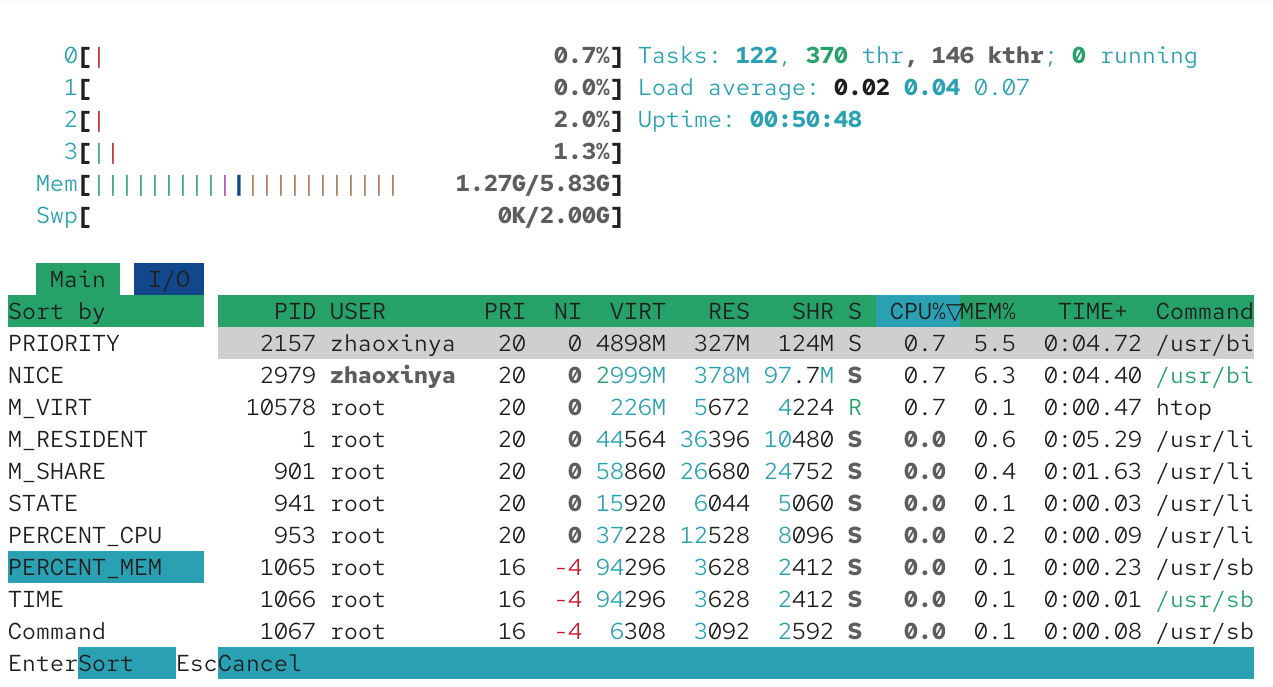 0[| 0.7%] Tasks: 122, 370 thr, 146 kthr; 0 running
1[ 0.0%] Load average: 0.02 0.04 0.07
2[| 2.0%] Uptime: 00:50:48
3[|| 1.3%]
Mem[|||||||||||||||||||||| 1.27G/5.83G]
Swp[ 0K/2.00G]
Main I/O
Sort by PID USER PRI NI VIRT RES SHR S CPU%▽MEM% TIME+ Command
PRIORITY 2157 zhaoxinya 20 0 4898M 327M 124M S 0.7 5.5 0:04.72 /usr/bi
NICE 2979 zhaoxinya 20 0 2999M 378M 97.7M S 0.7 6.3 0:04.40 /usr/bi
M_VIRT 10578 root 20 0 226M 5672 4224 R 0.7 0.1 0:00.47 htop
M_RESIDENT 1 root 20 0 44564 36396 10480 S 0.0 0.6 0:05.29 /usr/li
M_SHARE 901 root 20 0 58860 26680 24752 S 0.0 0.4 0:01.63 /usr/li
STATE 941 root 20 0 15920 6044 5060 S 0.0 0.1 0:00.03 /usr/li
PERCENT_CPU 953 root 20 0 37228 12528 8096 S 0.0 0.2 0:00.09 /usr/li
PERCENT_MEM 1065 root 16 -4 94296 3628 2412 S 0.0 0.1 0:00.23 /usr/sb
TIME 1066 root 16 -4 94296 3628 2412 S 0.0 0.1 0:00.01 /usr/sb
Command 1067 root 16 -4 6308 3092 2592 S 0.0 0.1 0:00.08 /usr/sb
EnterSort EscCancel